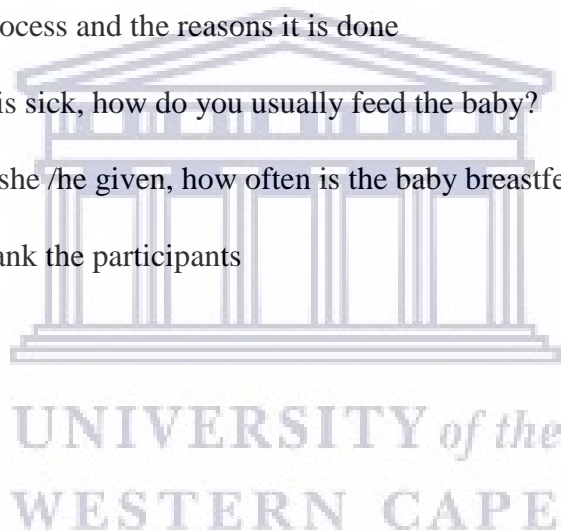 ocess and the reasons it is done
is sick, how do you usually feed the baby?
she /he given, how often is the baby breastfe
ank the participants
UNIVERSITY of the
WESTERN CAPE